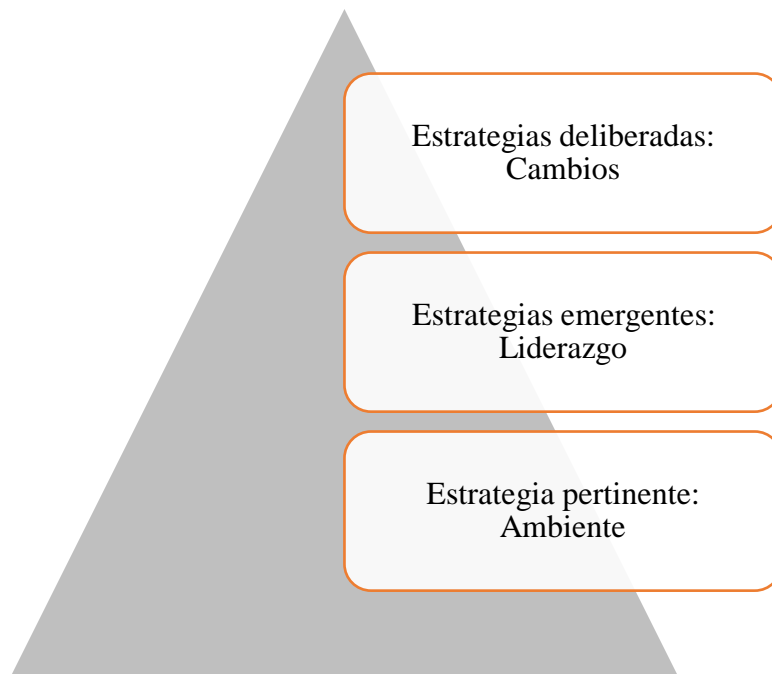 Estrategias deliberadas:
Cambios
Estrategias emergentes:
Liderazgo
Estrategia pertinente:
Ambiente